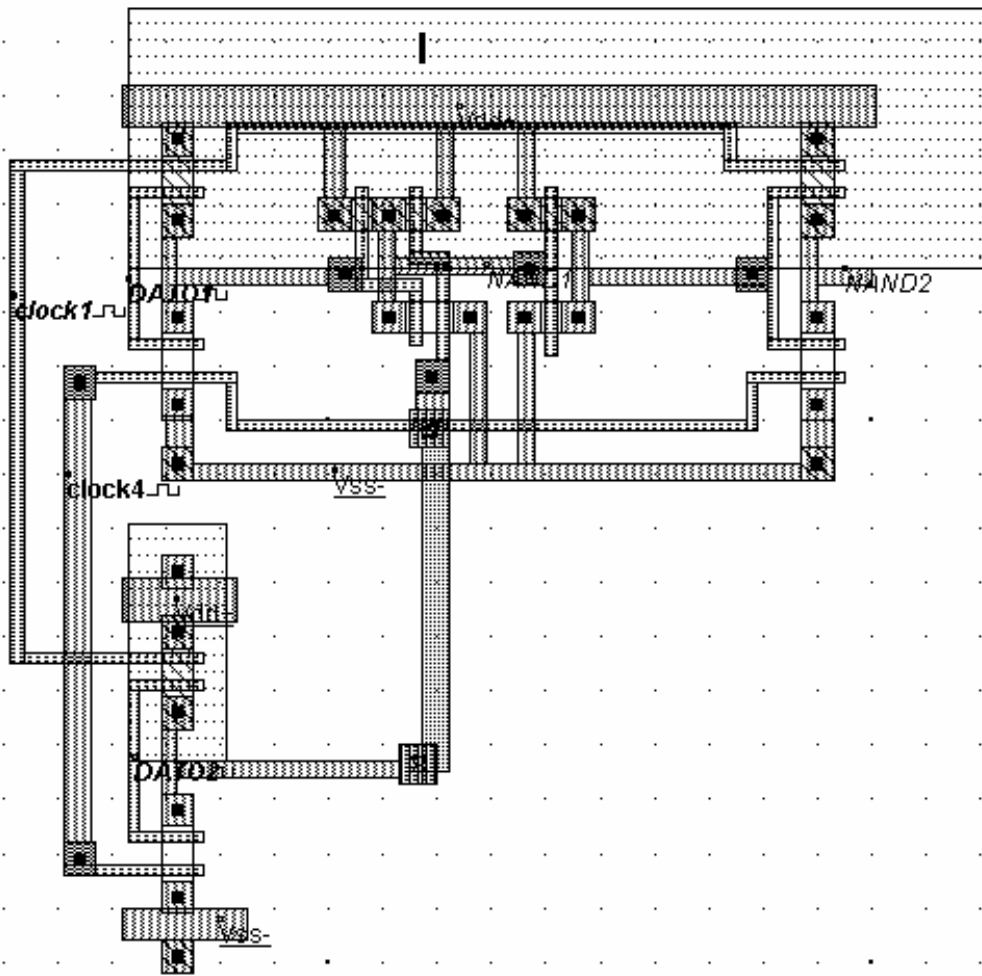 Vdd-
NAND1
NAND2
DATO1
clock1
Vss-
clock4
Vdd-
DATO2
Vss-